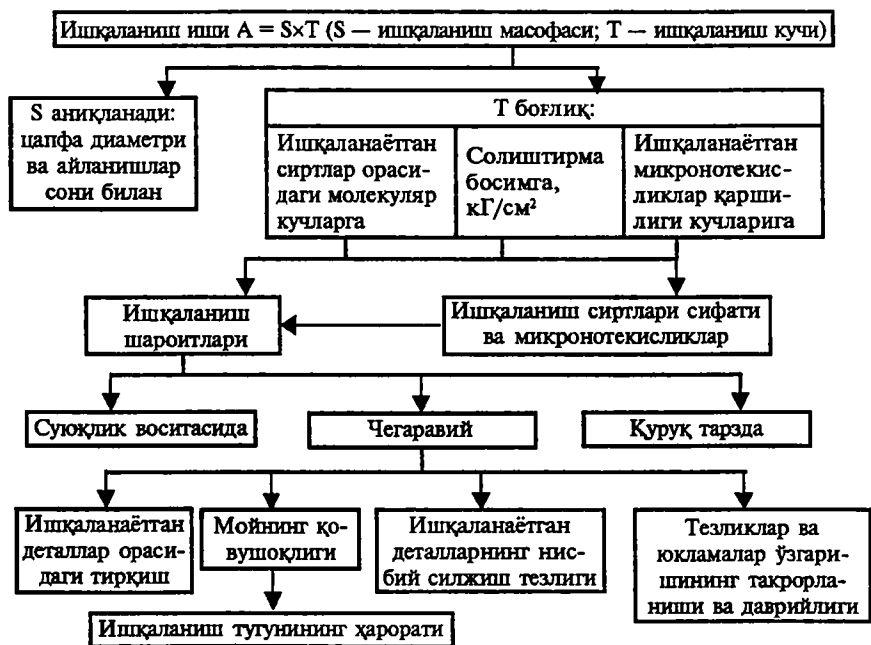 Ишқаланиш иши A = S×T (S — ишқаланиш масофаси; T — ишқаланиш кучи)
S аниқланади:
цапфа диаметри
ва айланишлар
сони билан
T боғлиқ:
Ишқаланаётган
сиртлар ораси-
даги молекуляр
кучларга
Солиштирма
босимга,
кГ/см²
Ишқаланаётган
микронотекис-
ликлар қарши-
лиги кучларига
Ишқаланиш
шароитлари
Ишқаланиш сиртлари сифати
ва микронотекисликлар
Суюқлик воситасида
Чегаравий
Қуруқ тарзда
Ишқаланаётган
деталлар ораси-
даги тирқиш
Мойнинг қо-
вушоқлиги
Ишқаланаётган
деталларнинг нис-
бий силжиш тезлиги
Тезликлар ва
юкламалар ўзгари-
шининг такрорла-
ниши ва даврийлиги
Ишқаланиш тугунининг ҳарорати